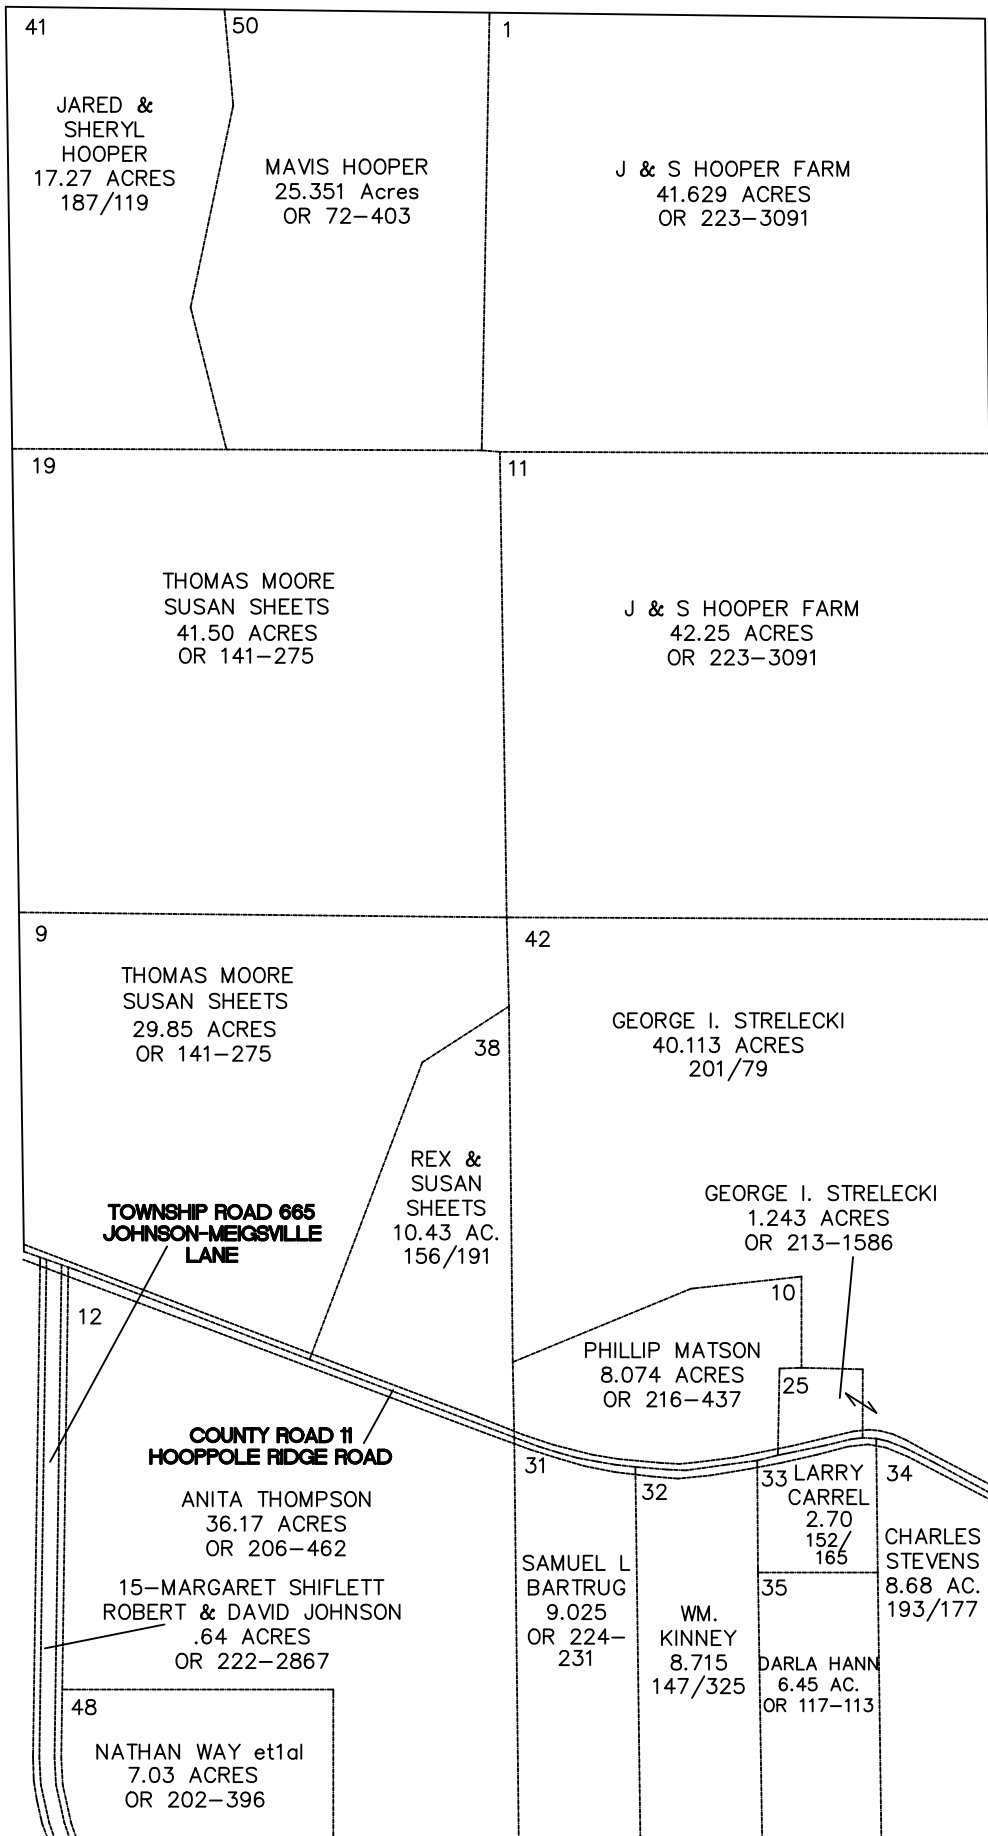 41
JARED &
SHERYL
HOOPER
17.27 ACRES
187/119
50
MAVIS HOOPER
25.351 Acres
OR 72-403
1
J & S HOOPER FARM
41.629 ACRES
OR 223-3091
19
THOMAS MOORE
SUSAN SHEETS
41.50 ACRES
OR 141-275
11
J & S HOOPER FARM
42.25 ACRES
OR 223-3091
9
THOMAS MOORE
SUSAN SHEETS
29.85 ACRES
OR 141-275
38
REX &
SUSAN
SHEETS
10.43 AC.
156/191
42
GEORGE I. STRELECKI
40.113 ACRES
201/79
GEORGE I. STRELECKI
1.243 ACRES
OR 213-1586
TOWNSHIP ROAD 665
JOHNSON-MEIGSVILLE
LANE
10
PHILLIP MATSON
8.074 ACRES
OR 216-437
25
12
COUNTY ROAD 11
HOOPPOLE RIDGE ROAD
ANITA THOMPSON
36.17 ACRES
OR 206-462
15-MARGARET SHIFLETT
ROBERT & DAVID JOHNSON
.64 ACRES
OR 222-2867
48
NATHAN WAY et1al
7.03 ACRES
OR 202-396
31
SAMUEL L
BARTRUG
9.025
OR 224-
231
32
WM.
KINNEY
8.715
147/325
33
LARRY
CARREL
2.70
152/
165
34
CHARLES
STEVENS
8.68 AC.
193/177
35
DARLA HANN
6.45 AC.
OR 117-113